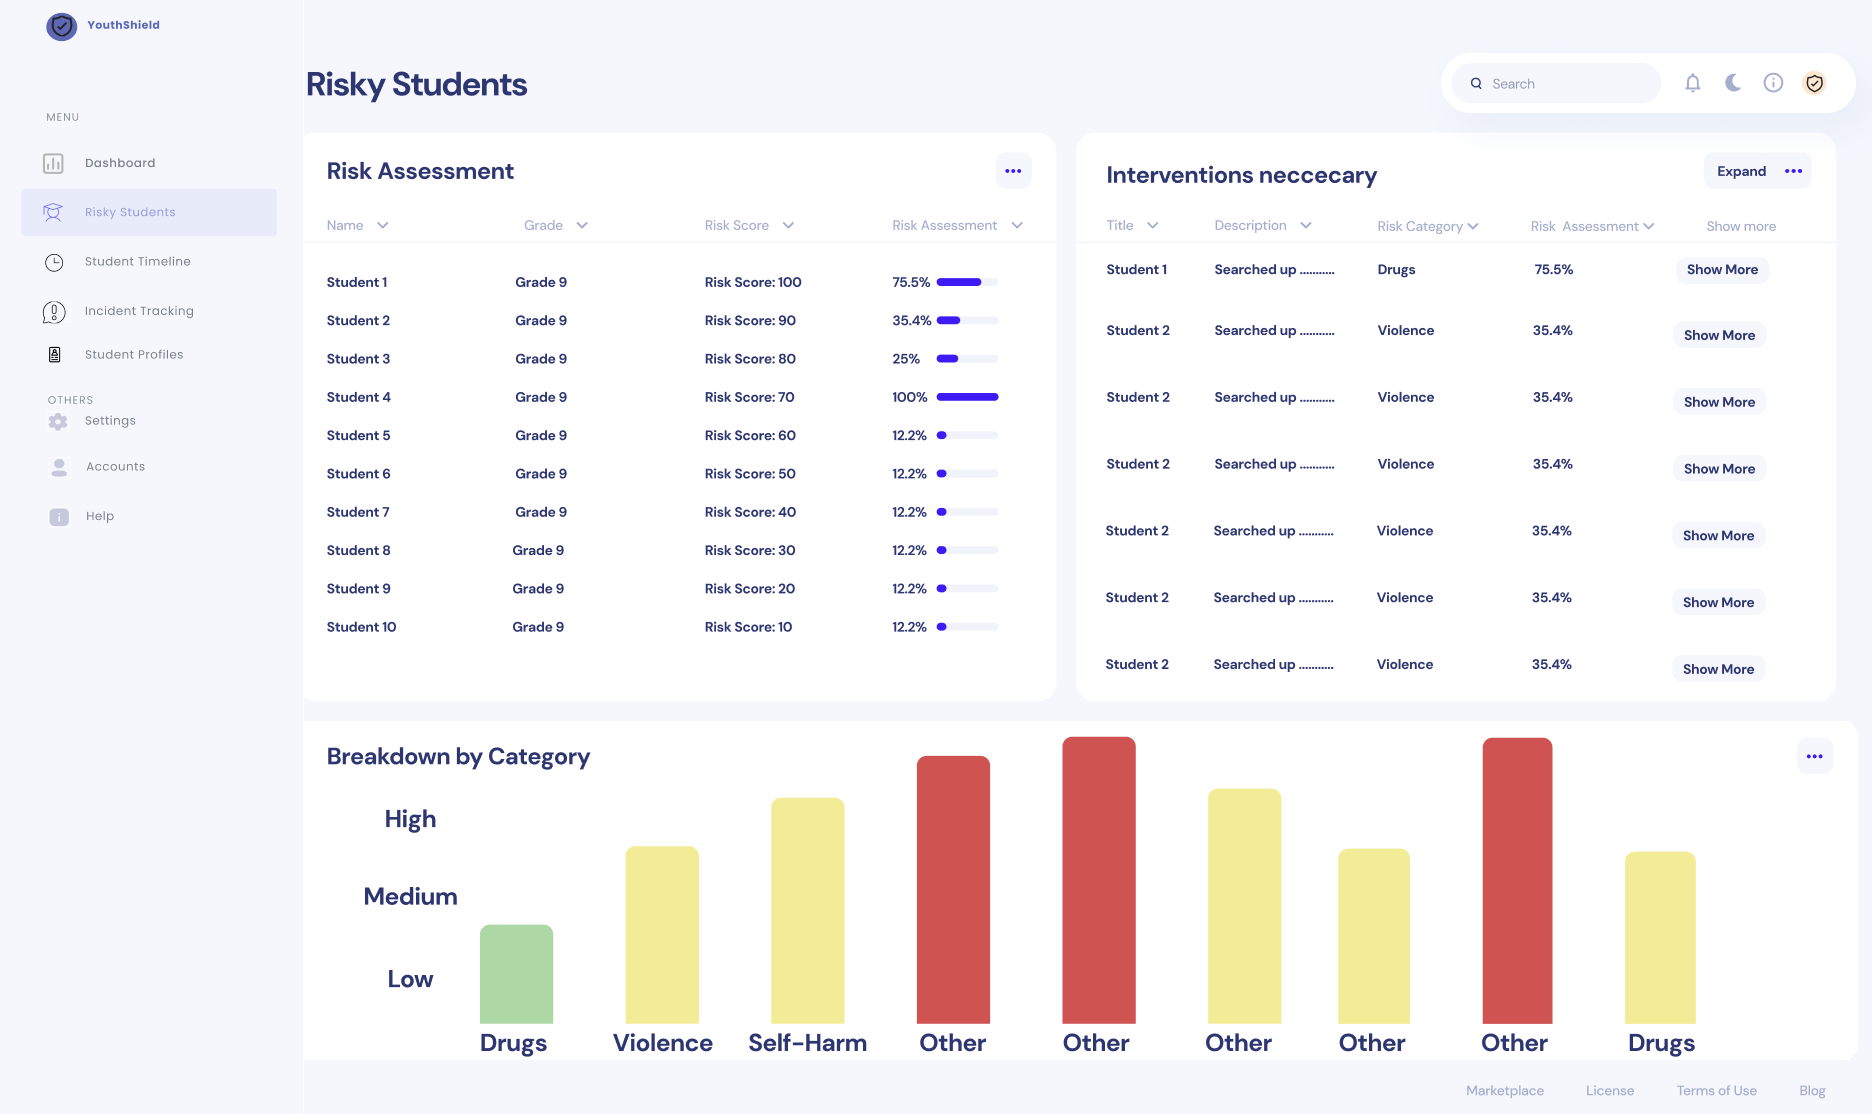 YouthShield
MENU
Dashboard
Risky Students
Student Timeline
Incident Tracking
Student Profiles
OTHERS
Settings
Accounts
Help
Risky Students
Search
Risk Assessment
Name Grade Risk Score Risk Assessment
Student 1 Grade 9 Risk Score: 100 75.5%
Student 2 Grade 9 Risk Score: 90 35.4%
Student 3 Grade 9 Risk Score: 80 25%
Student 4 Grade 9 Risk Score: 70 100%
Student 5 Grade 9 Risk Score: 60 12.2%
Student 6 Grade 9 Risk Score: 50 12.2%
Student 7 Grade 9 Risk Score: 40 12.2%
Student 8 Grade 9 Risk Score: 30 12.2%
Student 9 Grade 9 Risk Score: 20 12.2%
Student 10 Grade 9 Risk Score: 10 12.2%
Interventions neccecary
Expand
Title Description Risk Category Risk Assessment Show more
Student 1 Searched up ........... Drugs 75.5% Show More
Student 2 Searched up ........... Violence 35.4% Show More
Student 2 Searched up ........... Violence 35.4% Show More
Student 2 Searched up ........... Violence 35.4% Show More
Student 2 Searched up ........... Violence 35.4% Show More
Student 2 Searched up ........... Violence 35.4% Show More
Student 2 Searched up ........... Violence 35.4% Show More
Breakdown by Category
High
Medium
Low
Drugs Violence Self-Harm Other Other Other Other Other Drugs
Marketplace License Terms of Use Blog